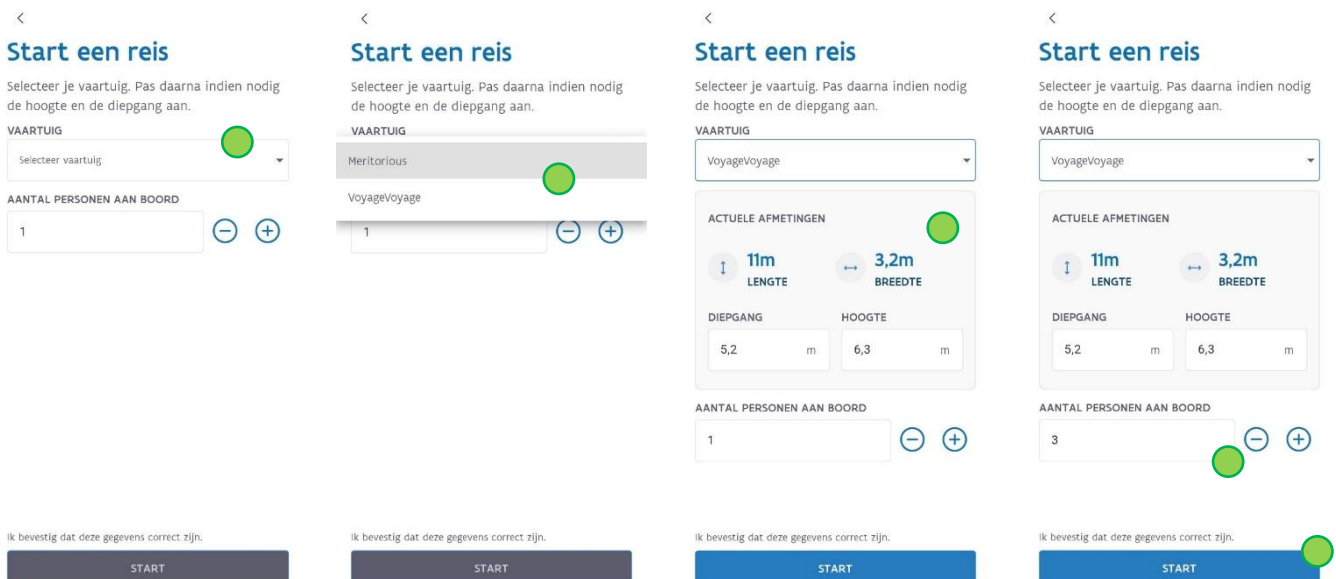 Start een reis
Selecteer je vaartuig. Pas daarna indien nodig
de hoogte en de diepgang aan.
VAARTUIG
Selecteer vaartuig
AANTAL PERSONEN AAN BOORD
1
Ik bevestig dat deze gegevens correct zijn.
START
Start een reis
Selecteer je vaartuig. Pas daarna indien nodig
de hoogte en de diepgang aan.
VAARTUIG
Meritorious
VoyageVoyage
1
Ik bevestig dat deze gegevens correct zijn.
START
Start een reis
Selecteer je vaartuig. Pas daarna indien nodig
de hoogte en de diepgang aan.
VAARTUIG
VoyageVoyage
ACTUELE AFMETINGEN
11m 3,2m
LENGTE BREEDTE
DIEPGANG HOOGTE
5,2 m 6,3 m
AANTAL PERSONEN AAN BOORD
1
Ik bevestig dat deze gegevens correct zijn.
START
Start een reis
Selecteer je vaartuig. Pas daarna indien nodig
de hoogte en de diepgang aan.
VAARTUIG
VoyageVoyage
ACTUELE AFMETINGEN
11m 3,2m
LENGTE BREEDTE
DIEPGANG HOOGTE
5,2 m 6,3 m
AANTAL PERSONEN AAN BOORD
3
Ik bevestig dat deze gegevens correct zijn.
START